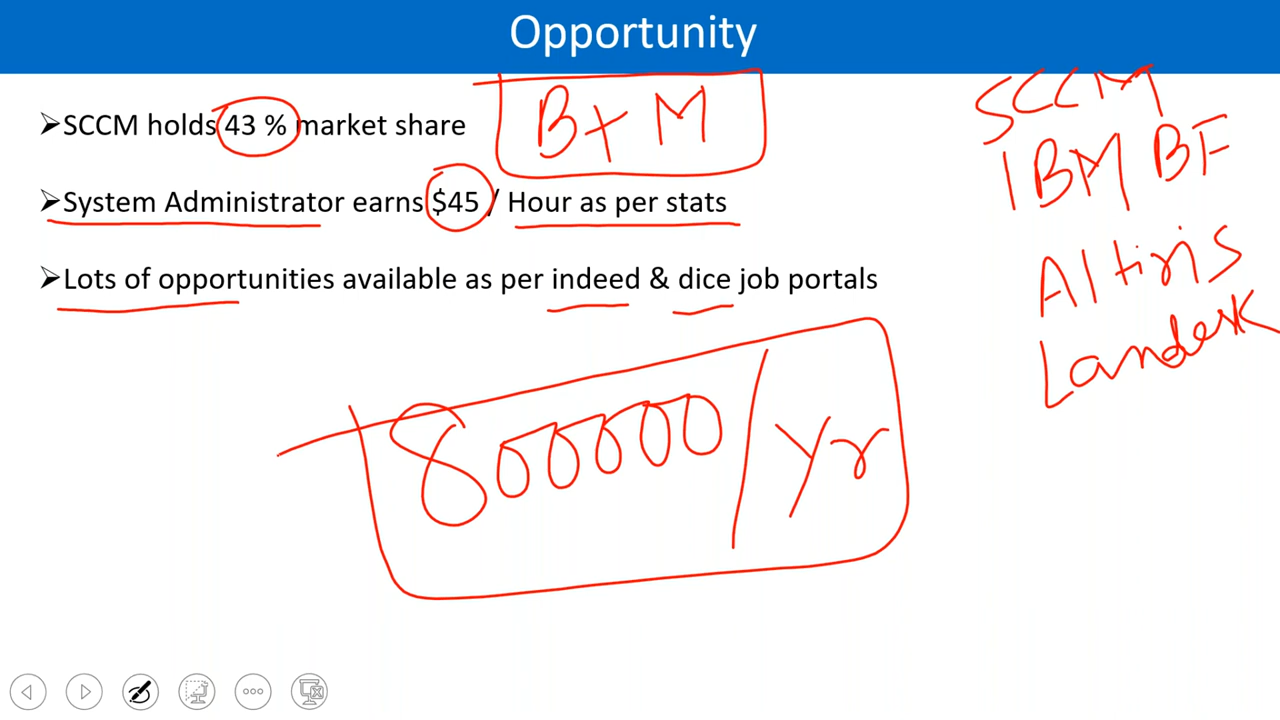 Opportunity
➢SCCM holds 43 % market share
B+M
➢System Administrator earns $45 / Hour as per stats
➢Lots of opportunities available as per indeed & dice job portals
SCCM
IBM BF
Altiris
Landesk
800000/Yr